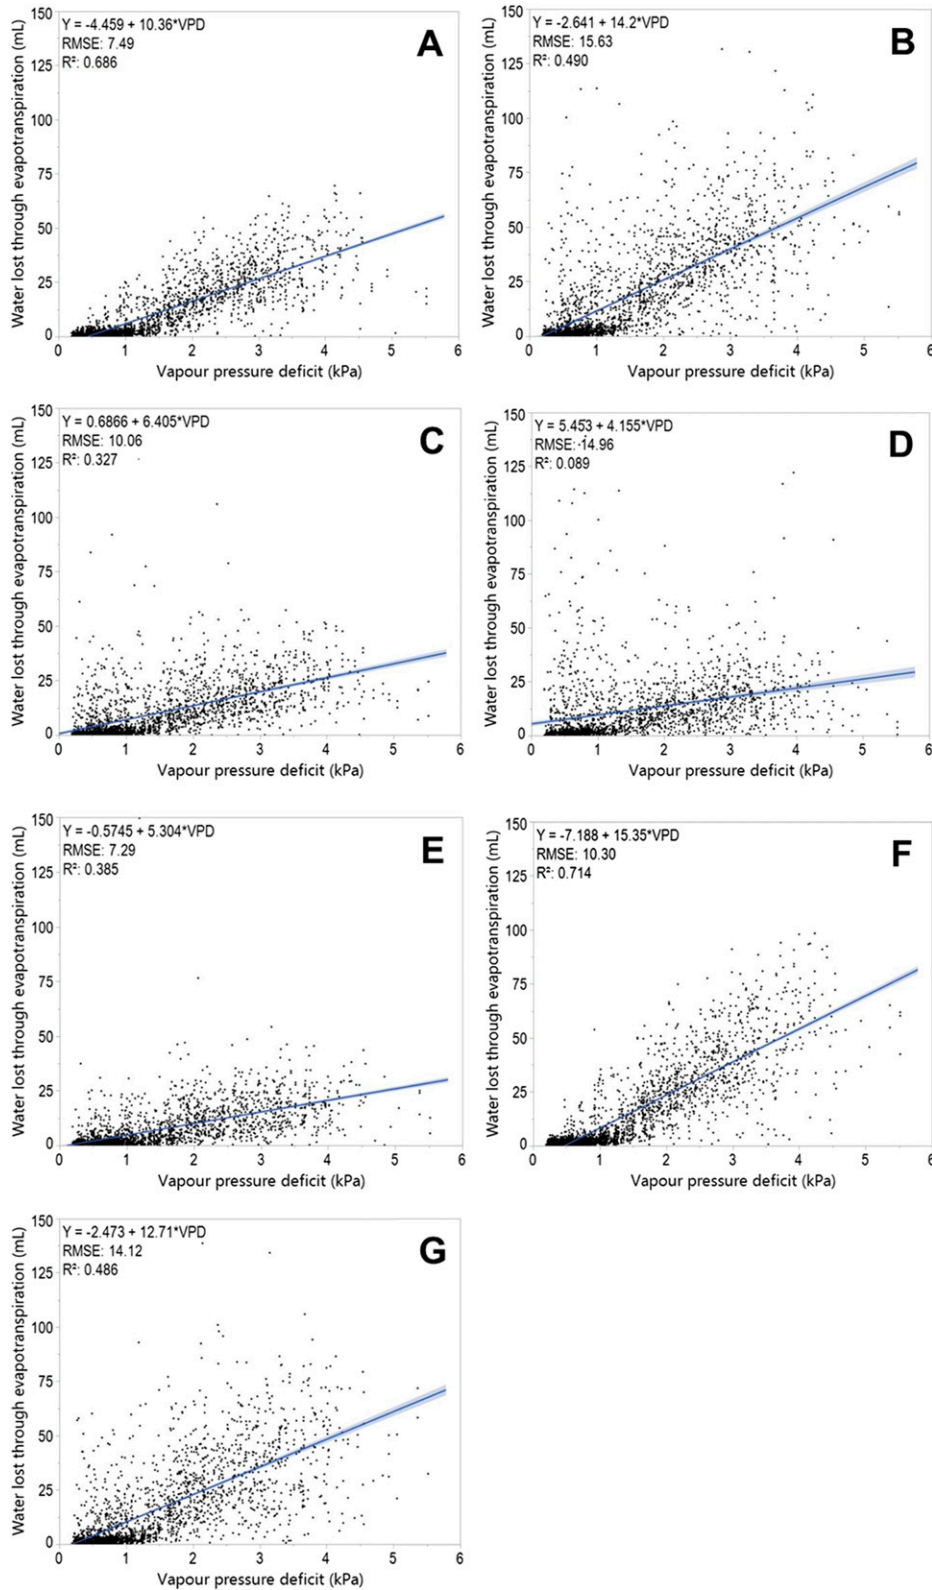 Y = -4.459 + 10.36*VPD
RMSE: 7.49
R²: 0.686
A
Water lost through evapotranspiration (mL)
150
125
100
75
50
25
0
0 1 2 3 4 5 6
Vapour pressure deficit (kPa)
Y = -2.641 + 14.2*VPD
RMSE: 15.63
R²: 0.490
B
Water lost through evapotranspiration (mL)
150
125
100
75
50
25
0
0 1 2 3 4 5 6
Vapour pressure deficit (kPa)
Y = 0.6866 + 6.405*VPD
RMSE: 10.06
R²: 0.327
C
Water lost through evapotranspiration (mL)
150
125
100
75
50
25
0
0 1 2 3 4 5 6
Vapour pressure deficit (kPa)
Y = 5.453 + 4.155*VPD
RMSE: 14.96
R²: 0.089
D
Water lost through evapotranspiration (mL)
150
125
100
75
50
25
0
0 1 2 3 4 5 6
Vapour pressure deficit (kPa)
Y = -0.5745 + 5.304*VPD
RMSE: 7.29
R²: 0.385
E
Water lost through evapotranspiration (mL)
150
125
100
75
50
25
0
0 1 2 3 4 5 6
Vapour pressure deficit (kPa)
Y = -7.188 + 15.35*VPD
RMSE: 10.30
R²: 0.714
F
Water lost through evapotranspiration (mL)
150
125
100
75
50
25
0
0 1 2 3 4 5 6
Vapour pressure deficit (kPa)
Y = -2.473 + 12.71*VPD
RMSE: 14.12
R²: 0.486
G
Water lost through evapotranspiration (mL)
150
125
100
75
50
25
0
0 1 2 3 4 5 6
Vapour pressure deficit (kPa)